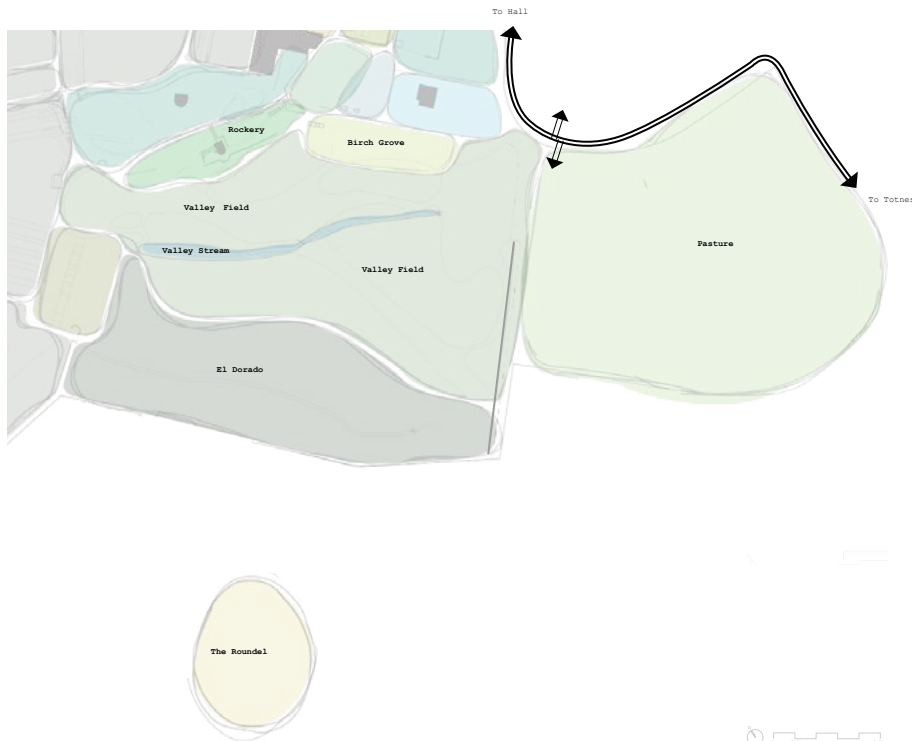 To Hall
Rockery
Birch Grove
Valley Field
To Totnes
Pasture
Valley Stream
Valley Field
El Dorado
The Roundel